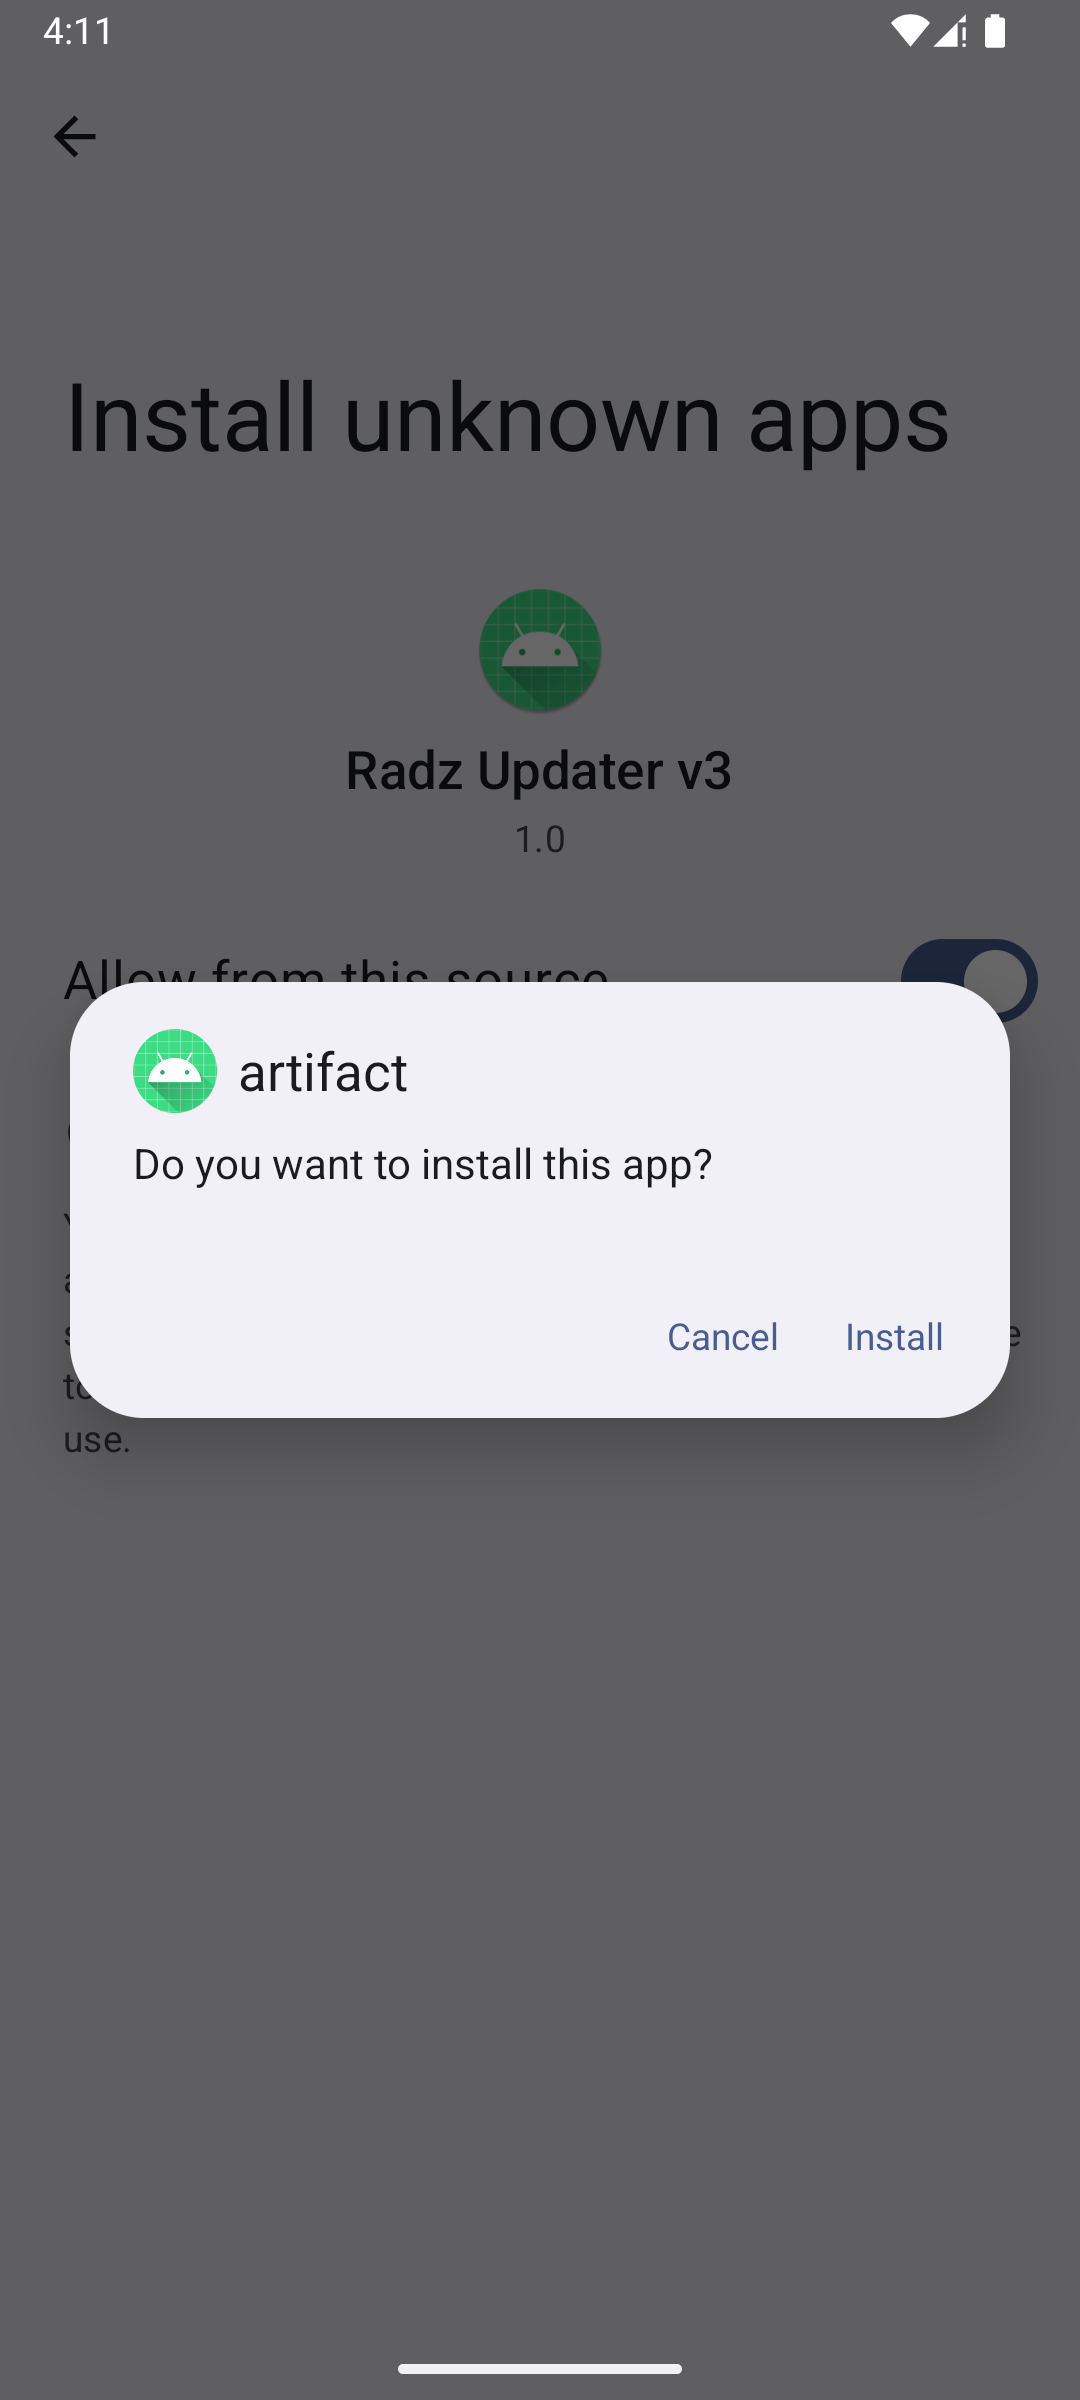 4:11
Install unknown apps
Radz Updater v3
1.0
Allow from this source
artifact
Do you want to install this app?
Cancel
Install
use.